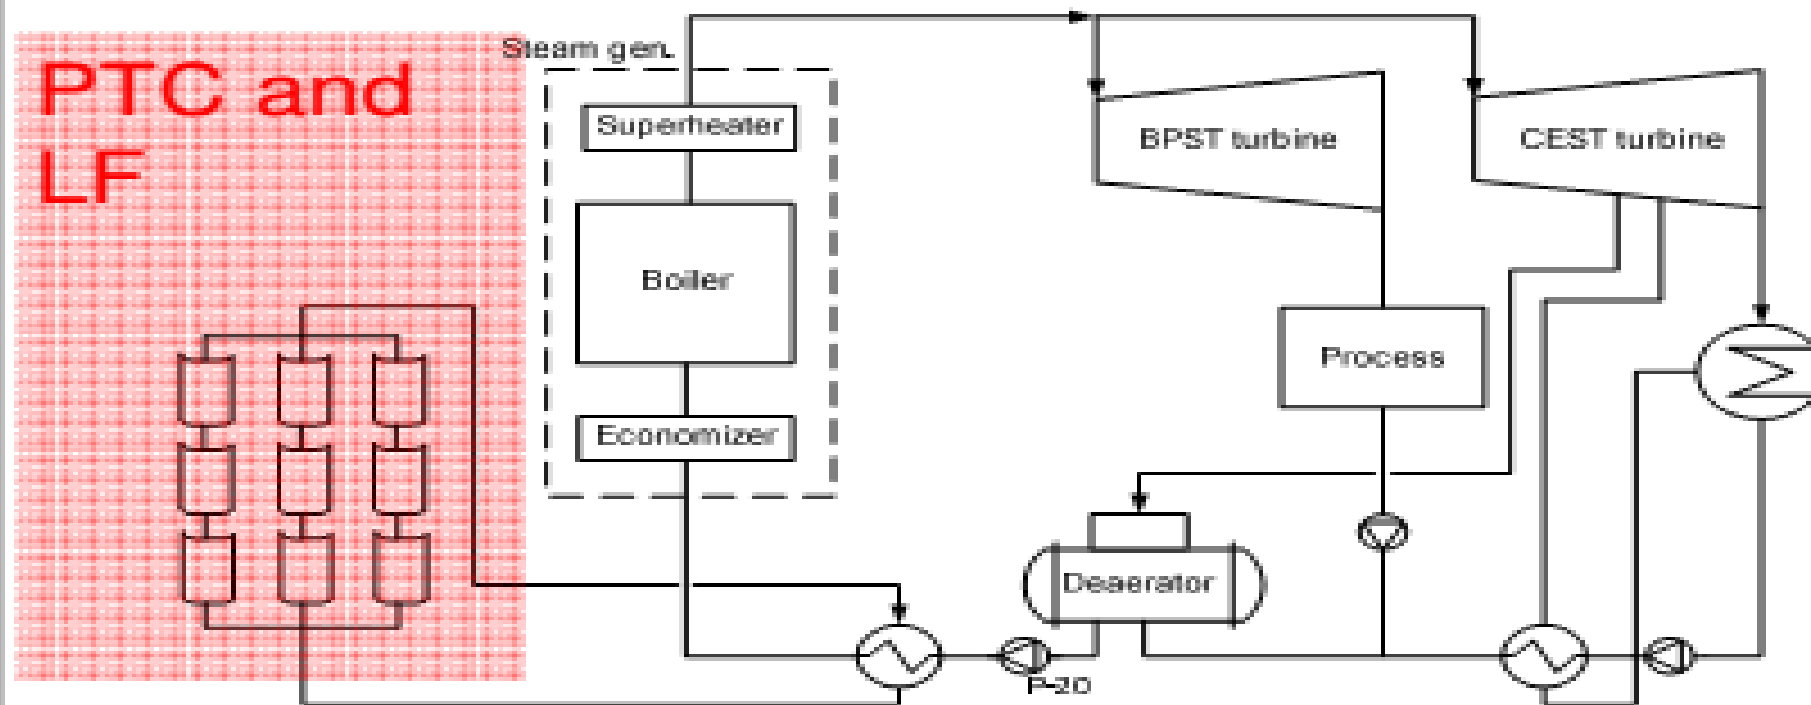 PTC and
LF
Steam gen.
Superheater
Boiler
Economizer
BPST turbine
CEST turbine
Process
Deaerator
P-20